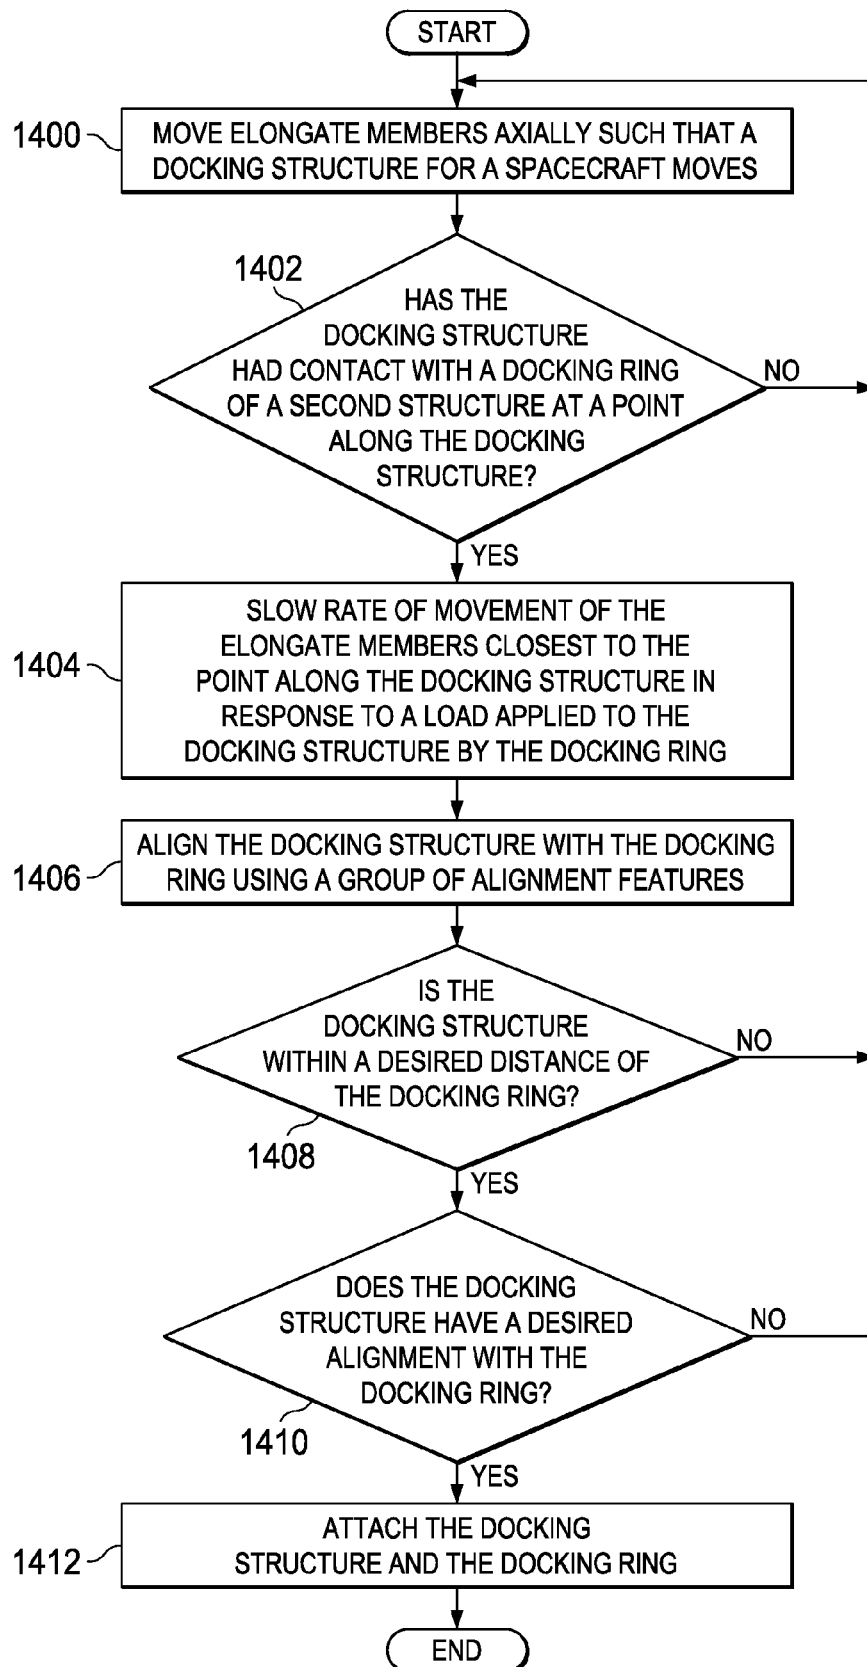 START
1400
MOVE ELONGATE MEMBERS AXIALLY SUCH THAT A
DOCKING STRUCTURE FOR A SPACECRAFT MOVES
1402
HAS THE
DOCKING STRUCTURE
HAD CONTACT WITH A DOCKING RING
OF A SECOND STRUCTURE AT A POINT
ALONG THE DOCKING
STRUCTURE?
NO
YES
1404
SLOW RATE OF MOVEMENT OF THE
ELONGATE MEMBERS CLOSEST TO THE
POINT ALONG THE DOCKING STRUCTURE IN
RESPONSE TO A LOAD APPLIED TO THE
DOCKING STRUCTURE BY THE DOCKING RING
1406
ALIGN THE DOCKING STRUCTURE WITH THE DOCKING
RING USING A GROUP OF ALIGNMENT FEATURES
IS THE
DOCKING STRUCTURE
WITHIN A DESIRED DISTANCE OF
THE DOCKING RING?
NO
1408
YES
DOES THE DOCKING
STRUCTURE HAVE A DESIRED
ALIGNMENT WITH THE
DOCKING RING?
NO
1410
YES
1412
ATTACH THE DOCKING
STRUCTURE AND THE DOCKING RING
END